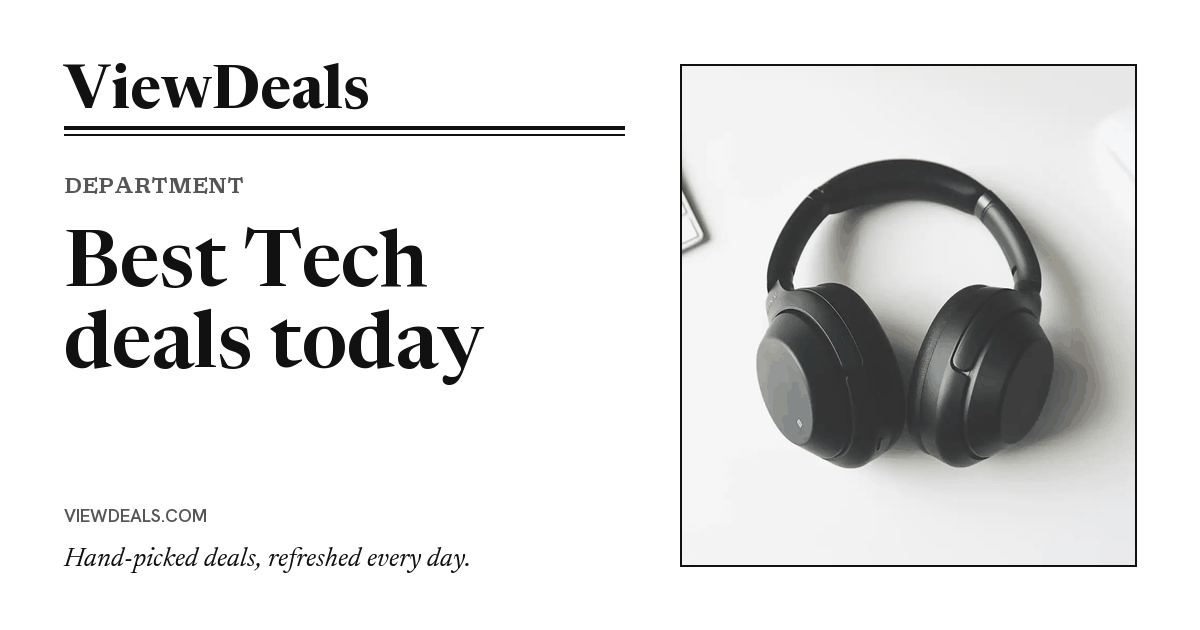 ViewDeals
DEPARTMENT
Best Tech
deals today
VIEWDEALS.COM
Hand-picked deals, refreshed every day.